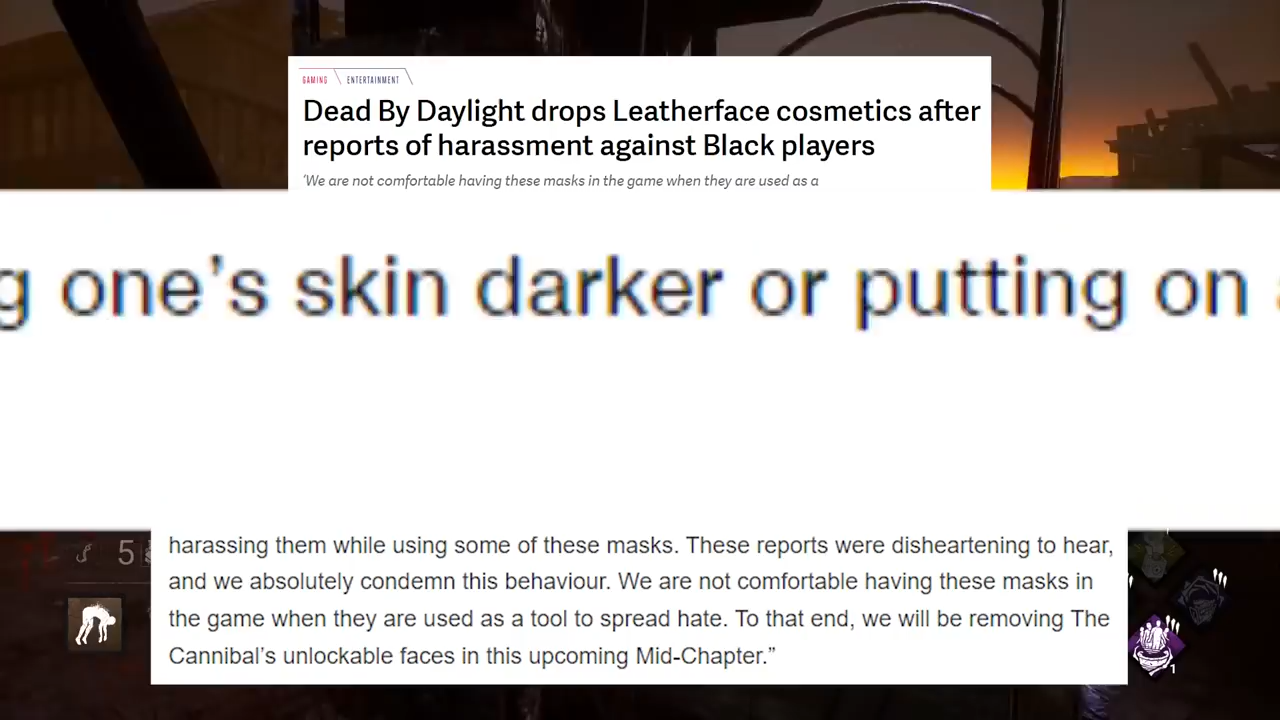 GAMING ENTERTAINMENT
Dead By Daylight drops Leatherface cosmetics after
reports of harassment against Black players
‘We are not comfortable having these masks in the game when they are used as a
g one’s skin darker or putting on
5
harassing them while using some of these masks. These reports were disheartening to hear,
and we absolutely condemn this behaviour. We are not comfortable having these masks in
the game when they are used as a tool to spread hate. To that end, we will be removing The
Cannibal’s unlockable faces in this upcoming Mid-Chapter.”
1